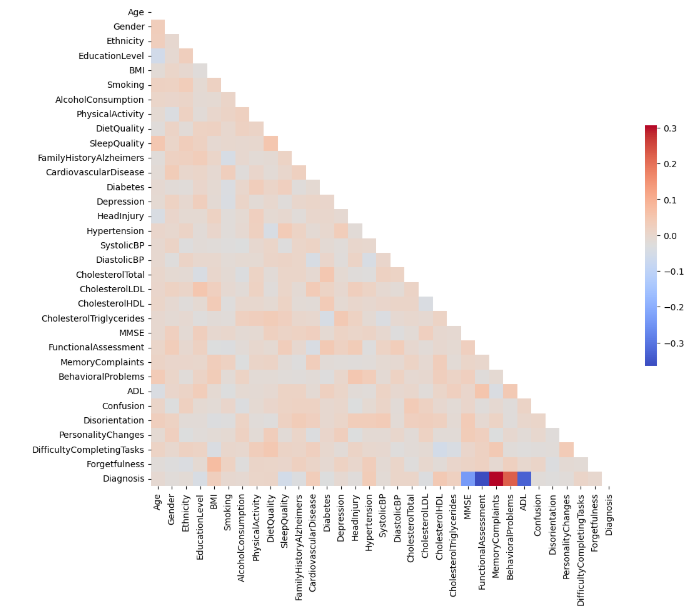 Age
Gender
Ethnicity
EducationLevel
BMI
Smoking
AlcoholConsumption
PhysicalActivity
DietQuality
SleepQuality
FamilyHistoryAlzheimers
CardiovascularDisease
Diabetes
Depression
HeadInjury
Hypertension
SystolicBP
DiastolicBP
CholesterolTotal
CholesterolLDL
CholesterolHDL
CholesterolTriglycerides
MMSE
FunctionalAssessment
MemoryComplaints
BehavioralProblems
ADL
Confusion
Disorientation
PersonalityChanges
DifficultyCompletingTasks
Forgetfulness
Diagnosis
Age
Gender
Ethnicity
EducationLevel
BMI
Smoking
AlcoholConsumption
PhysicalActivity
DietQuality
SleepQuality
FamilyHistoryAlzheimers
CardiovascularDisease
Diabetes
Depression
HeadInjury
Hypertension
SystolicBP
DiastolicBP
CholesterolTotal
CholesterolLDL
CholesterolHDL
CholesterolTriglycerides
MMSE
FunctionalAssessment
MemoryComplaints
BehavioralProblems
ADL
Confusion
Disorientation
PersonalityChanges
DifficultyCompletingTasks
Forgetfulness
Diagnosis
0.3
0.2
0.1
0.0
−0.1
−0.2
−0.3